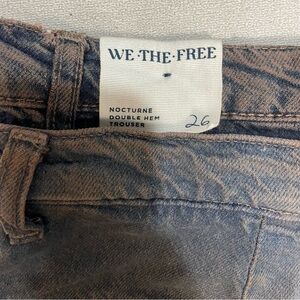 WE·THE·FREE
NOCTURNE
DOUBLE HEM
TROUSER 26